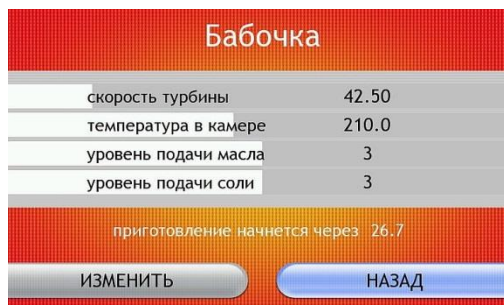 Бабочка
скорость турбины 42.50
температура в камере 210.0
уровень подачи масла 3
уровень подачи соли 3
приготовление начнется через 26.7
ИЗМЕНИТЬ НАЗАД